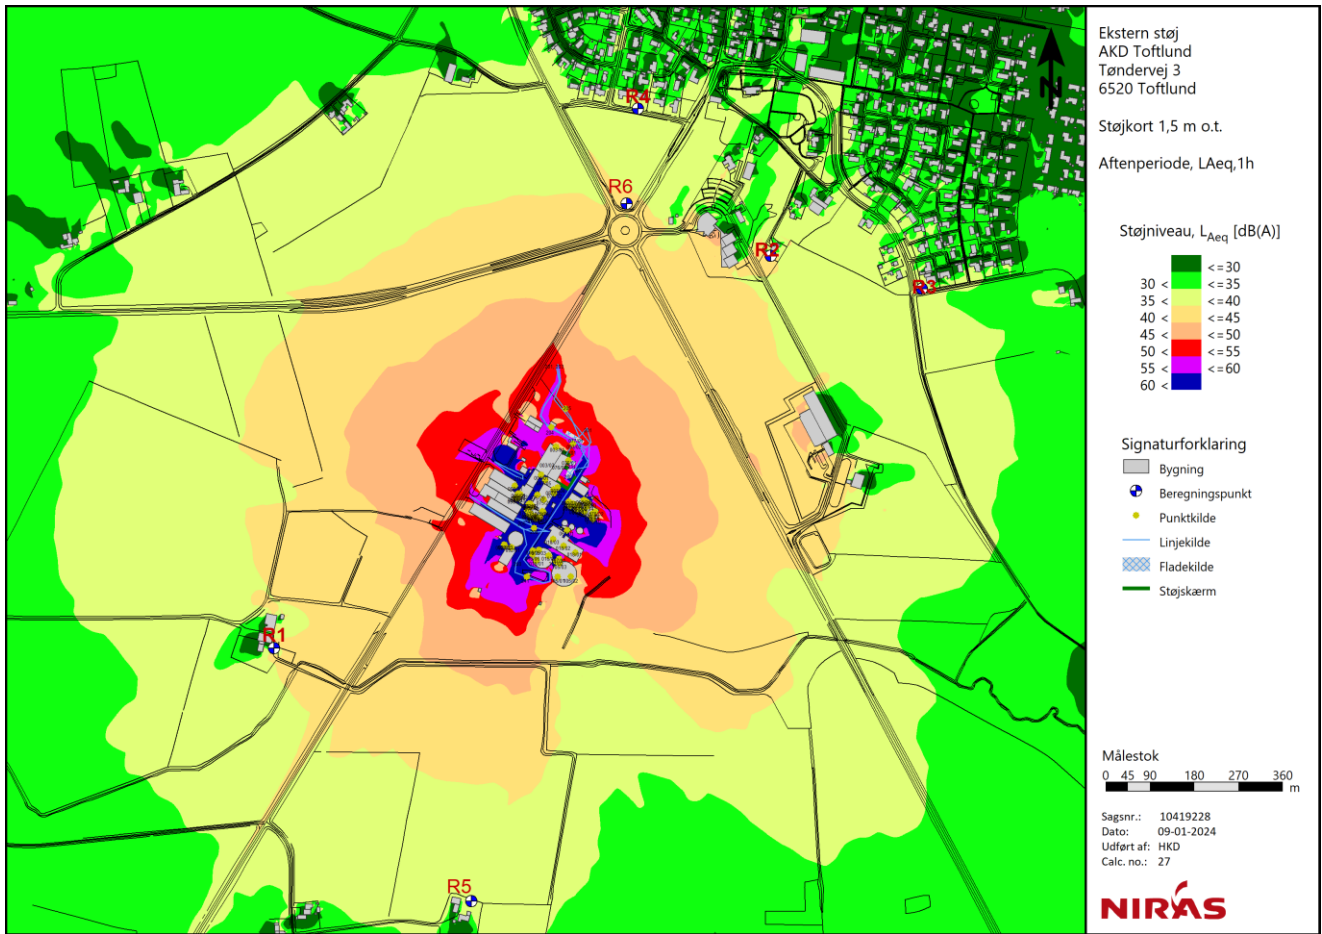 Ekstern støj
AKD Toftlund
Tøndervej 3
6520 Toftlund
Støjkort 1,5 m o.t.
Aftenperiode, LAeq,1h
Støjniveau, LAeq [dB(A)]
<=30
30 < <=35
35 < <=40
40 < <=45
45 < <=50
50 < <=55
55 < <=60
60 <
Signaturforklaring
Bygning
Beregningspunkt
Punktkilde
Linjekilde
Fladekilde
Støjskærm
Målestok
0 45 90 180 270 360
m
Sagsnr.: 10419228
Dato: 09-01-2024
Udført af: HKD
Calc. no.: 27
NIRAS
N
R4
R6
R2
R3
R1
R5